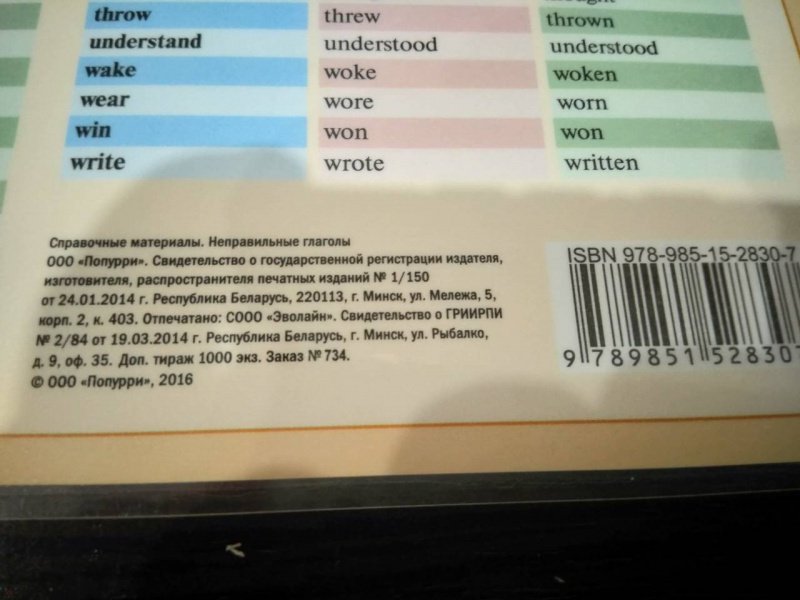 throw threw thrown
understand understood understood
wake woke woken
wear wore worn
win won won
write wrote written
Справочные материалы. Неправильные глаголы
ООО «Попурри». Свидетельство о государственной регистрации издателя,
изготовителя, распространителя печатных изданий № 1/150
от 24.01.2014 г. Республика Беларусь, 220113, г. Минск, ул. Мележа, 5,
корп. 2, к. 403. Отпечатано: СООО «Эволайн». Свидетельство о ГРИИРПИ
№ 2/84 от 19.03.2014 г. Республика Беларусь, г. Минск, ул. Рыбалко,
д. 9, оф. 35. Доп. тираж 1000 экз. Заказ № 734.
© ООО «Попурри», 2016
ISBN 978-985-15-2830-7
9 789851 528307